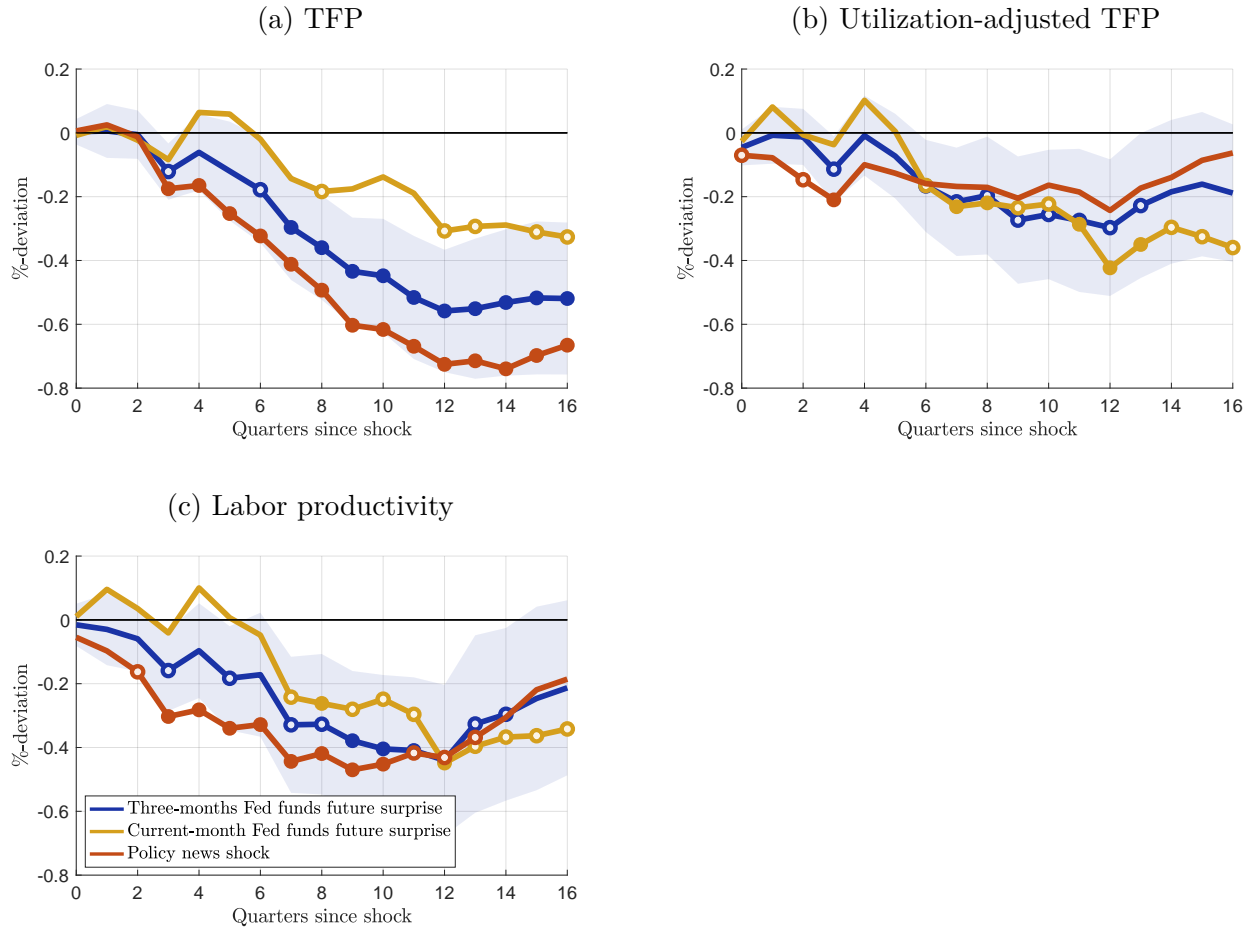 (a) TFP
0.2
0
-0.2
-0.4
-0.6
-0.8
%-deviation
0 2 4 6 8 10 12 14 16
Quarters since shock
(b) Utilization-adjusted TFP
0.2
0
-0.2
-0.4
-0.6
-0.8
%-deviation
0 2 4 6 8 10 12 14 16
Quarters since shock
(c) Labor productivity
0.2
0
-0.2
-0.4
-0.6
-0.8
%-deviation
Three-months Fed funds future surprise
Current-month Fed funds future surprise
Policy news shock
0 2 4 6 8 10 12 14 16
Quarters since shock